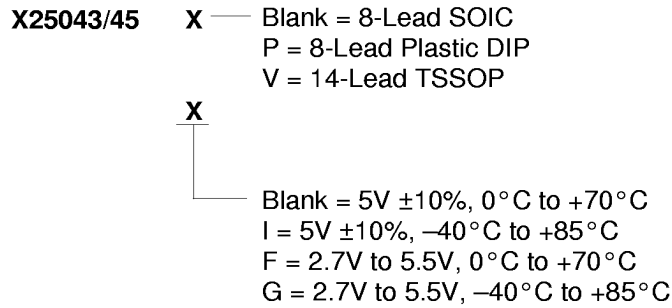 X25043/45 X Blank = 8-Lead SOIC
P = 8-Lead Plastic DIP
V = 14-Lead TSSOP
X
Blank = 5V ±10%, 0°C to +70°C
I = 5V ±10%, –40°C to +85°C
F = 2.7V to 5.5V, 0°C to +70°C
G = 2.7V to 5.5V, –40°C to +85°C